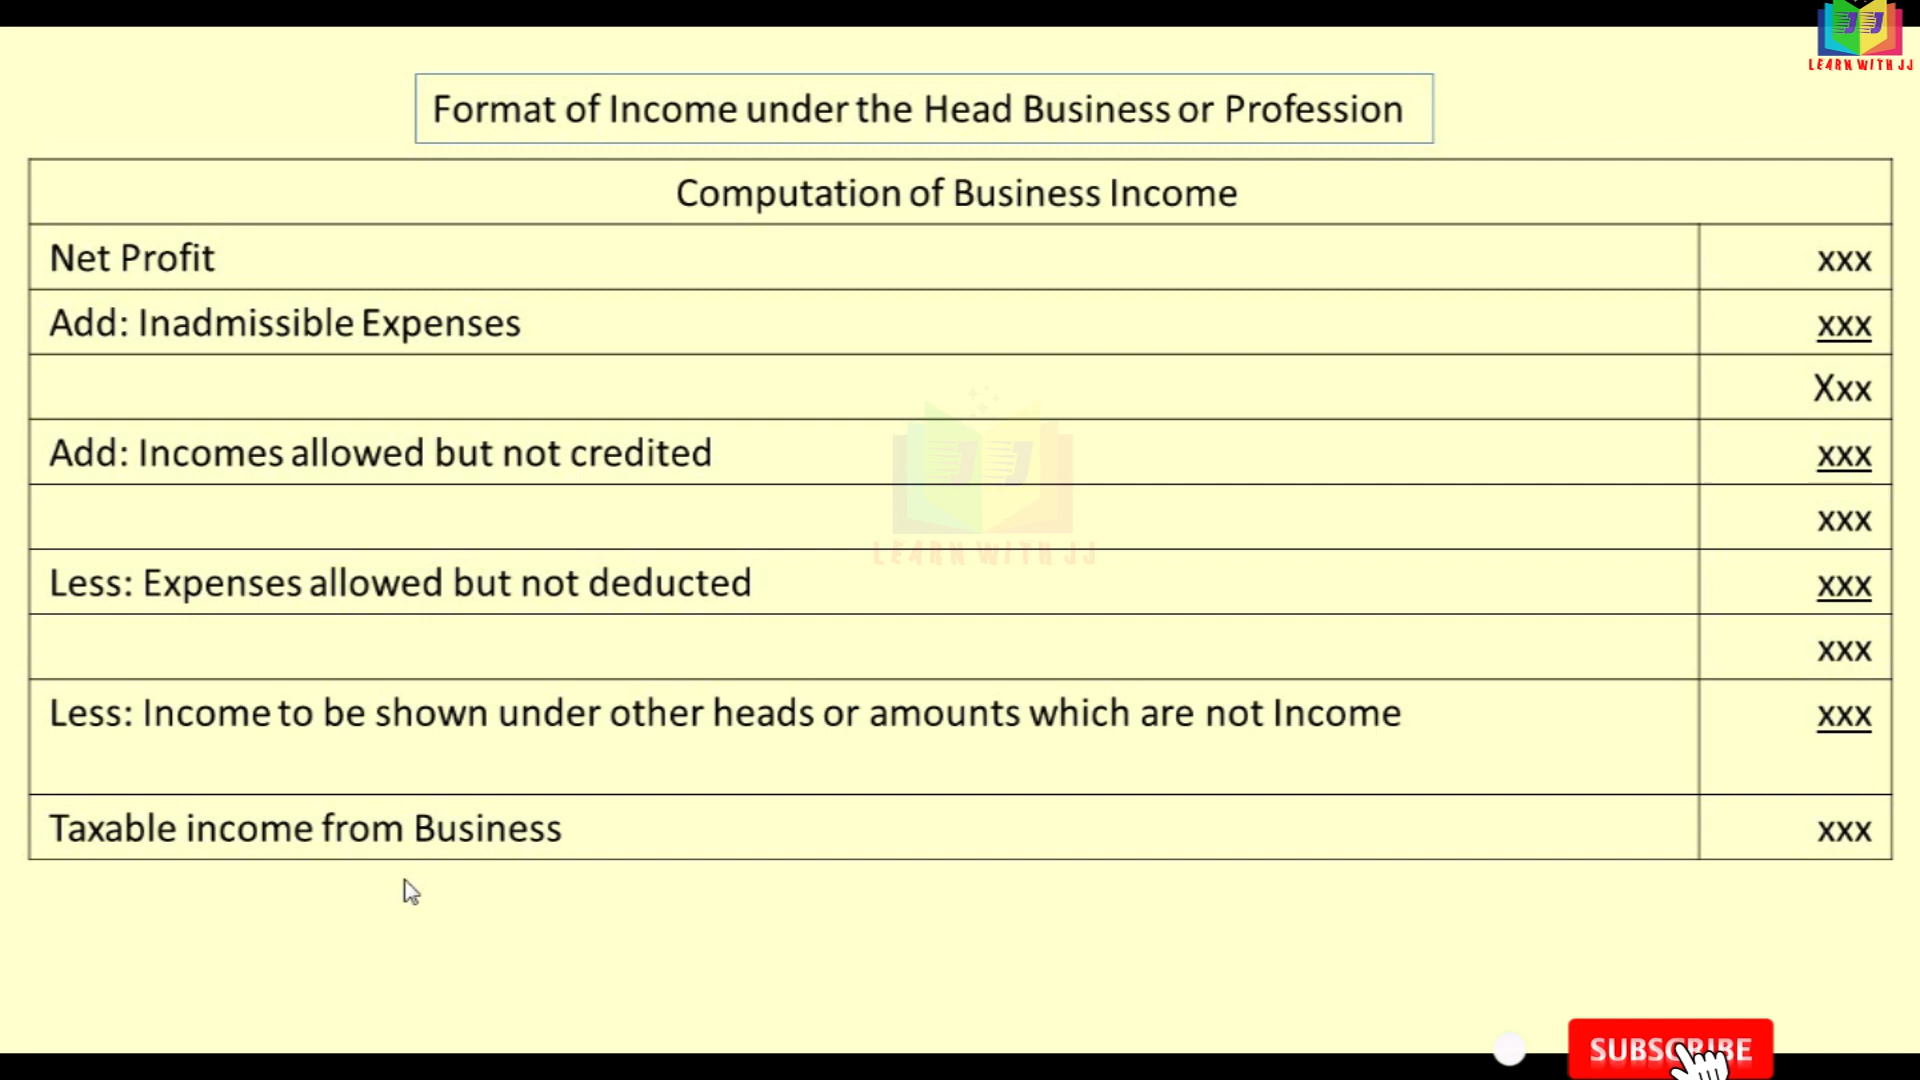 LEARN WITH JJ
Format of Income under the Head Business or Profession
Computation of Business Income
Net Profit xxx
Add: Inadmissible Expenses xxx
Xxx
Add: Incomes allowed but not credited xxx
xxx
LEARN WITH JJ
Less: Expenses allowed but not deducted xxx
xxx
Less: Income to be shown under other heads or amounts which are not Income xxx
Taxable income from Business xxx
SUBSCRIBE